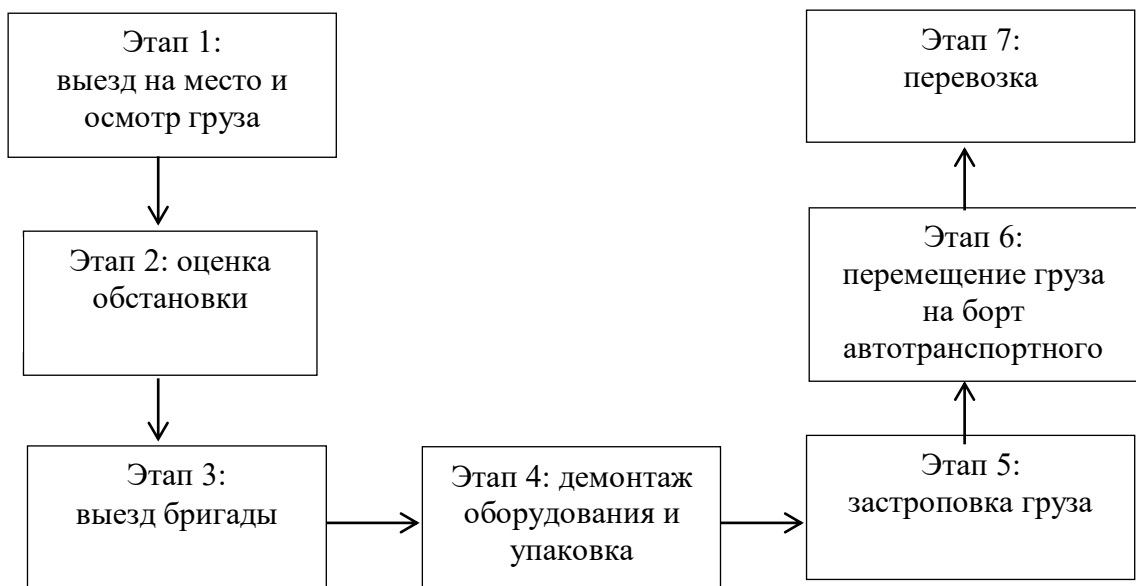 Этап 1:
выезд на место и
осмотр груза
Этап 2: оценка
обстановки
Этап 3:
выезд бригады
Этап 4: демонтаж
оборудования и
упаковка
Этап 5:
застроповка груза
Этап 6:
перемещение груза
на борт
автотранспортного
Этап 7:
перевозка